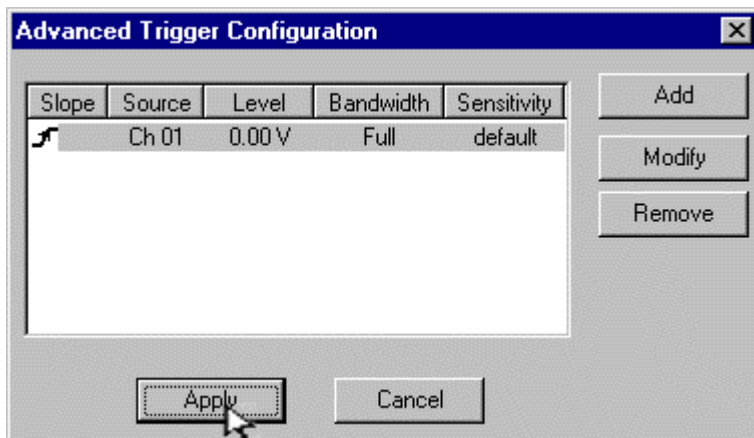 Advanced Trigger Configuration
Slope Source Level Bandwidth Sensitivity
Ch 01 0.00 V Full default
Add
Modify
Remove
Apply Cancel